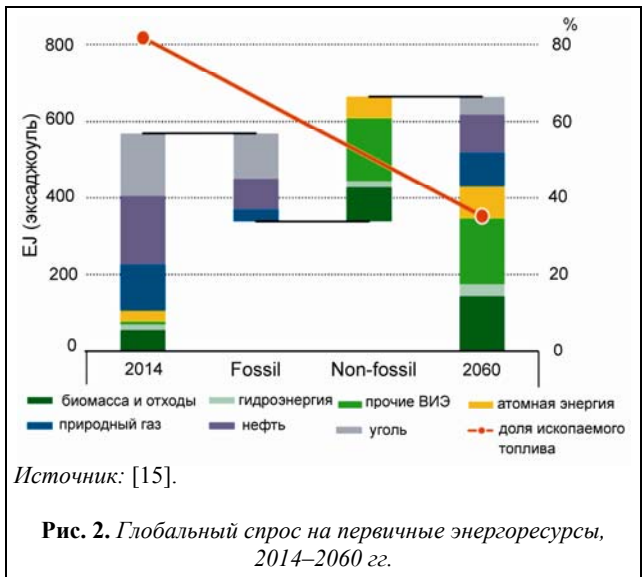 %
800
600
400
200
0
80
60
40
20
0
EJ (эксаджоуль)
2014 Fossil Non-fossil 2060
биомасса и отходы гидроэнергия прочие ВИЭ атомная энергия
природный газ нефть уголь доля ископаемого
топлива
Источник: [15].
Рис. 2. Глобальный спрос на первичные энергоресурсы,
2014–2060 гг.